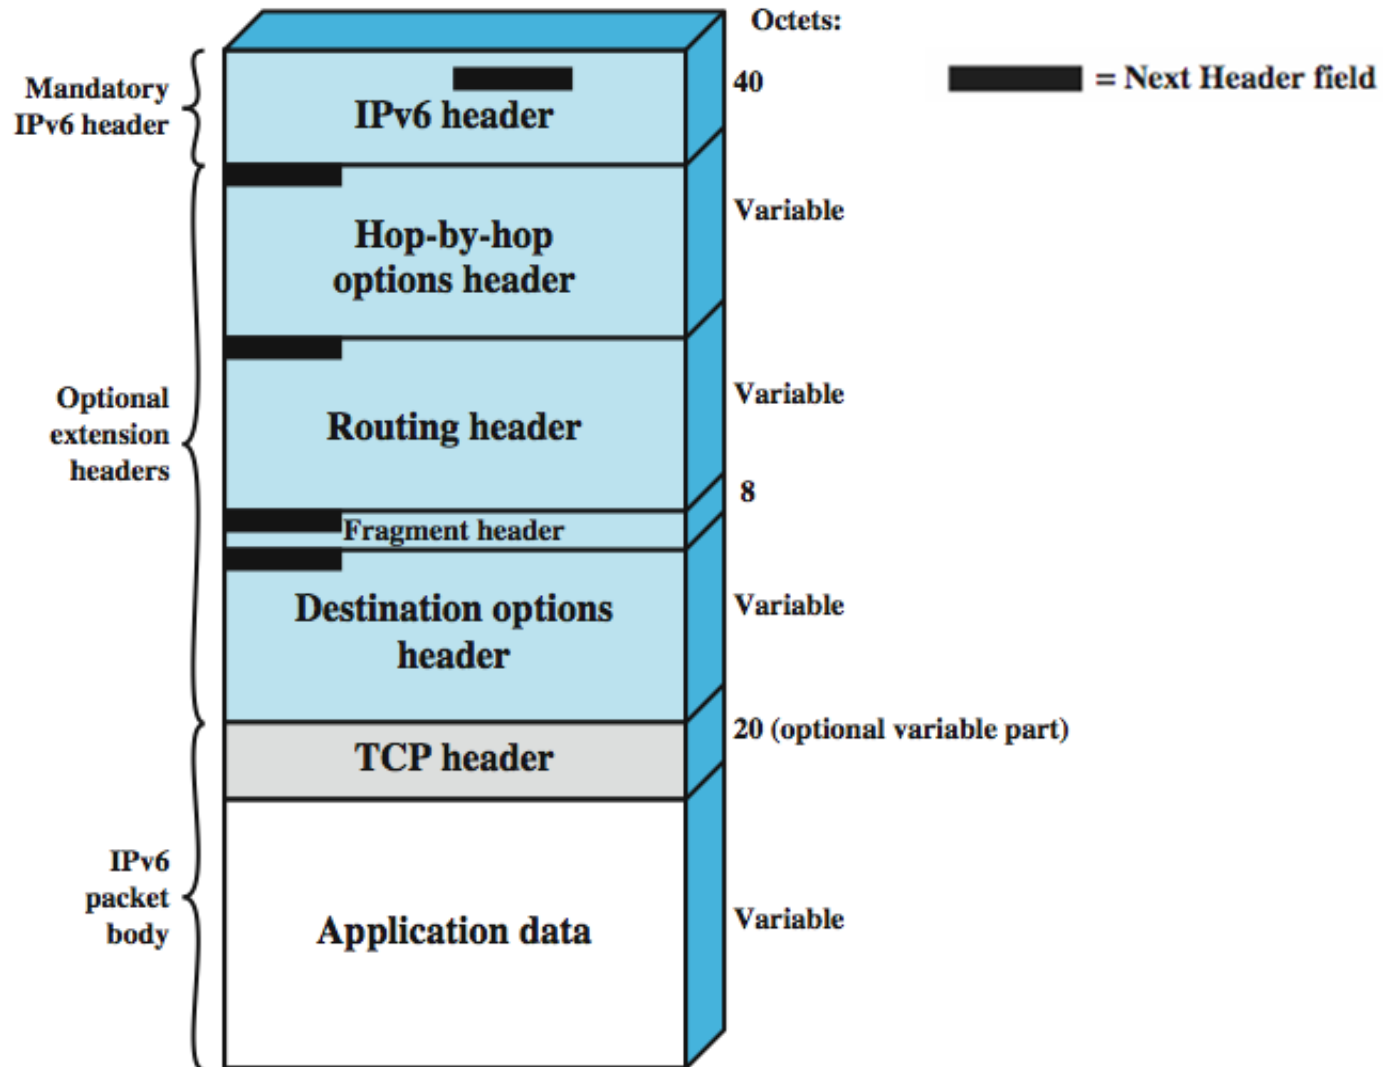 Octets:
40
= Next Header field
Mandatory
IPv6 header
IPv6 header
Variable
Hop-by-hop
options header
Optional
extension
headers
Variable
Routing header
8
Fragment header
Variable
Destination options
header
20 (optional variable part)
TCP header
IPv6
packet
body
Variable
Application data